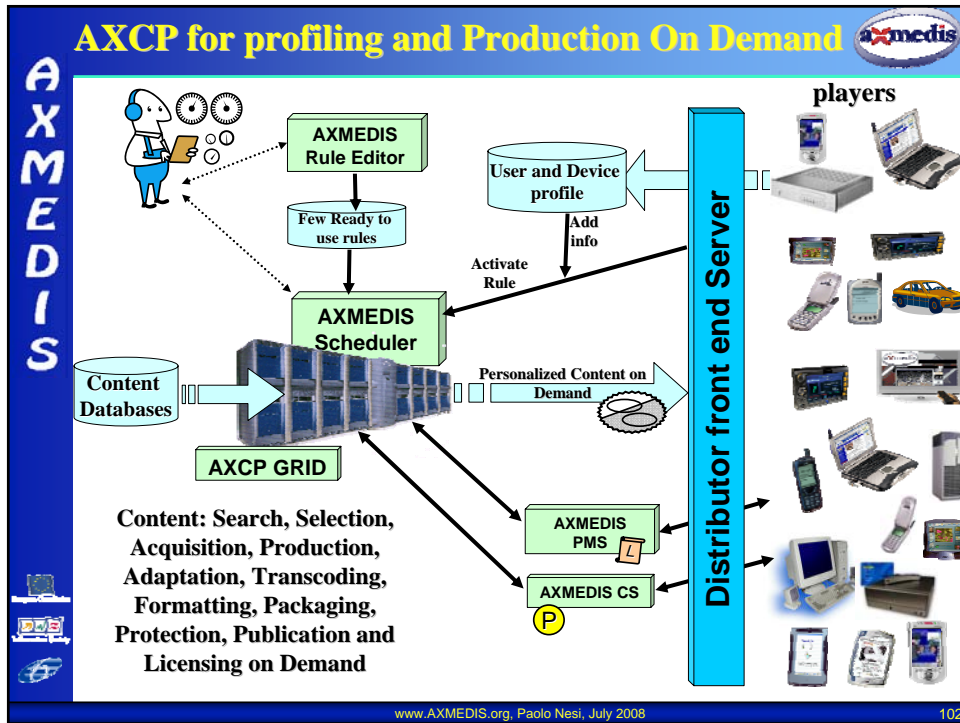 AXCP for profiling and Production On Demand
axmedis
AXMEDIS
players
AXMEDIS
Rule Editor
User and Device
profile
Few Ready to
use rules
Add
info
Activate
Rule
AXMEDIS
Scheduler
Content
Databases
Personalized Content on
Demand
AXCP GRID
Distributor front end Server
AXMEDIS
PMS
L
AXMEDIS CS
P
Content: Search, Selection,
Acquisition, Production,
Adaptation, Transcoding,
Formatting, Packaging,
Protection, Publication and
Licensing on Demand
www.AXMEDIS.org, Paolo Nesi, July 2008
102